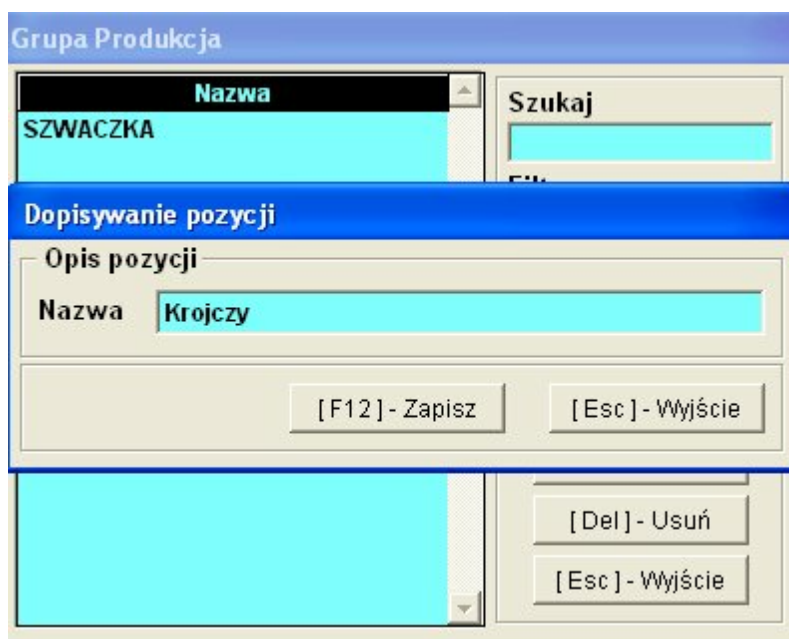 Grupa Produkcja
Nazwa
SZWACZKA
Szukaj
Dopisywanie pozycji
Opis pozycji
Nazwa
Krojczy
[F12] - Zapisz
[Esc] - Wyjście
[Del] - Usuń
[Esc] - Wyjście